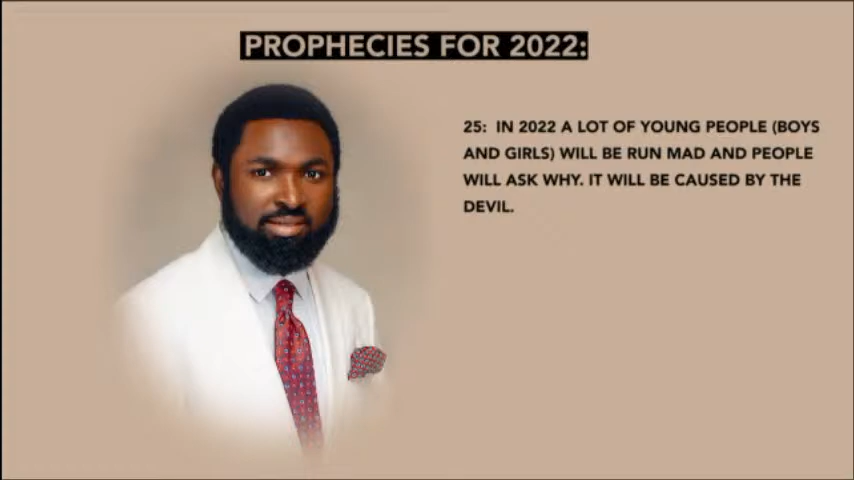 PROPHECIES FOR 2022:
25: IN 2022 A LOT OF YOUNG PEOPLE (BOYS
AND GIRLS) WILL BE RUN MAD AND PEOPLE
WILL ASK WHY. IT WILL BE CAUSED BY THE
DEVIL.